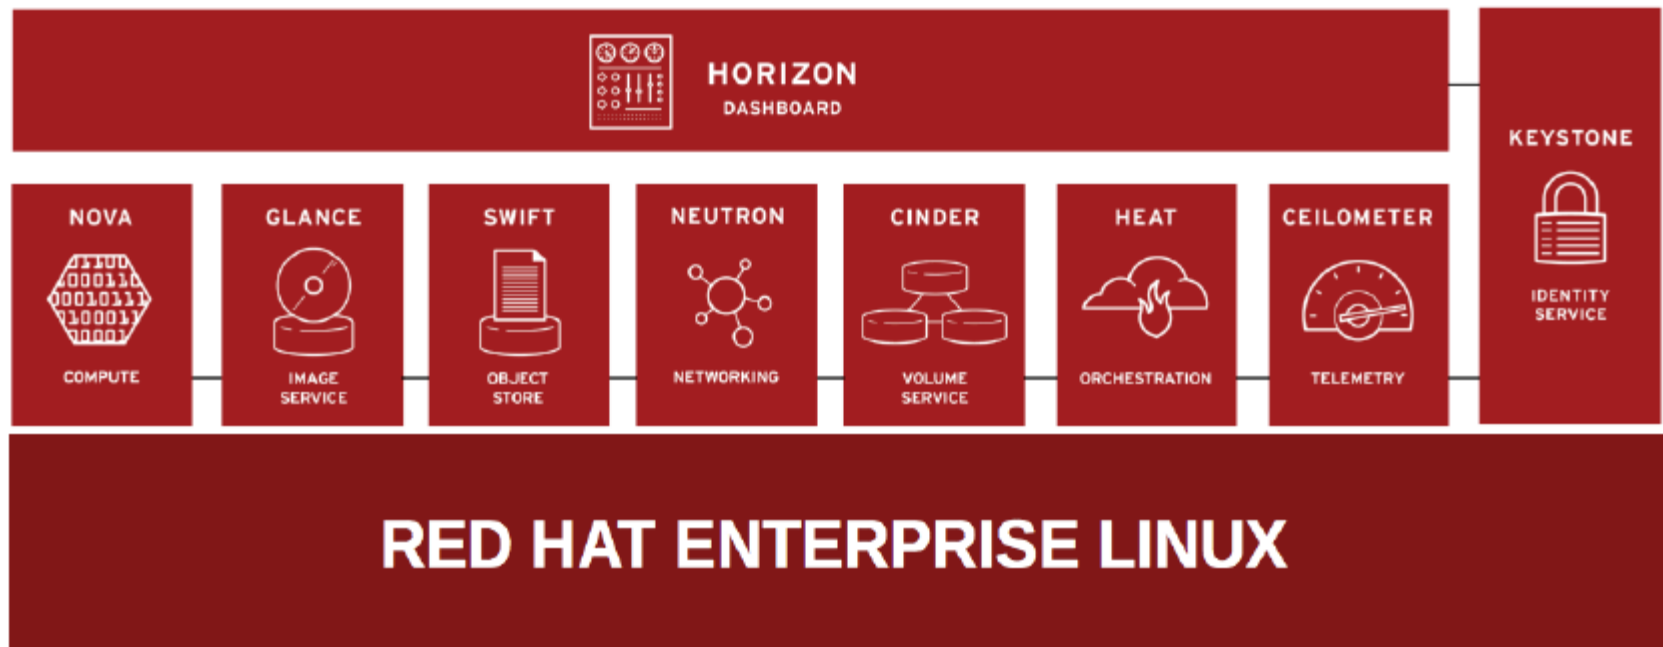 HORIZON
DASHBOARD
KEYSTONE
IDENTITY
SERVICE
NOVA
COMPUTE
GLANCE
IMAGE
SERVICE
SWIFT
OBJECT
STORE
NEUTRON
NETWORKING
CINDER
VOLUME
SERVICE
HEAT
ORCHESTRATION
CEILOMETER
TELEMETRY
RED HAT ENTERPRISE LINUX